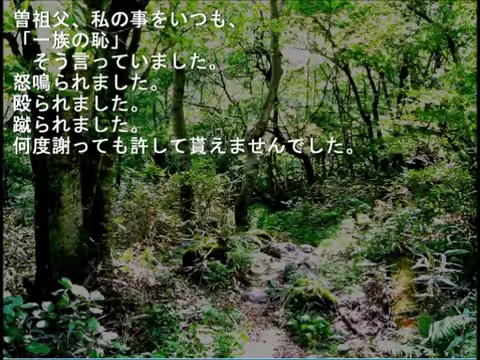 曽祖父、私の事をいつも、
「一族の恥」
　そう言っていました。
怒鳴られました。
殴られました。
蹴られました。
何度謝っても許して貰えませんでした。